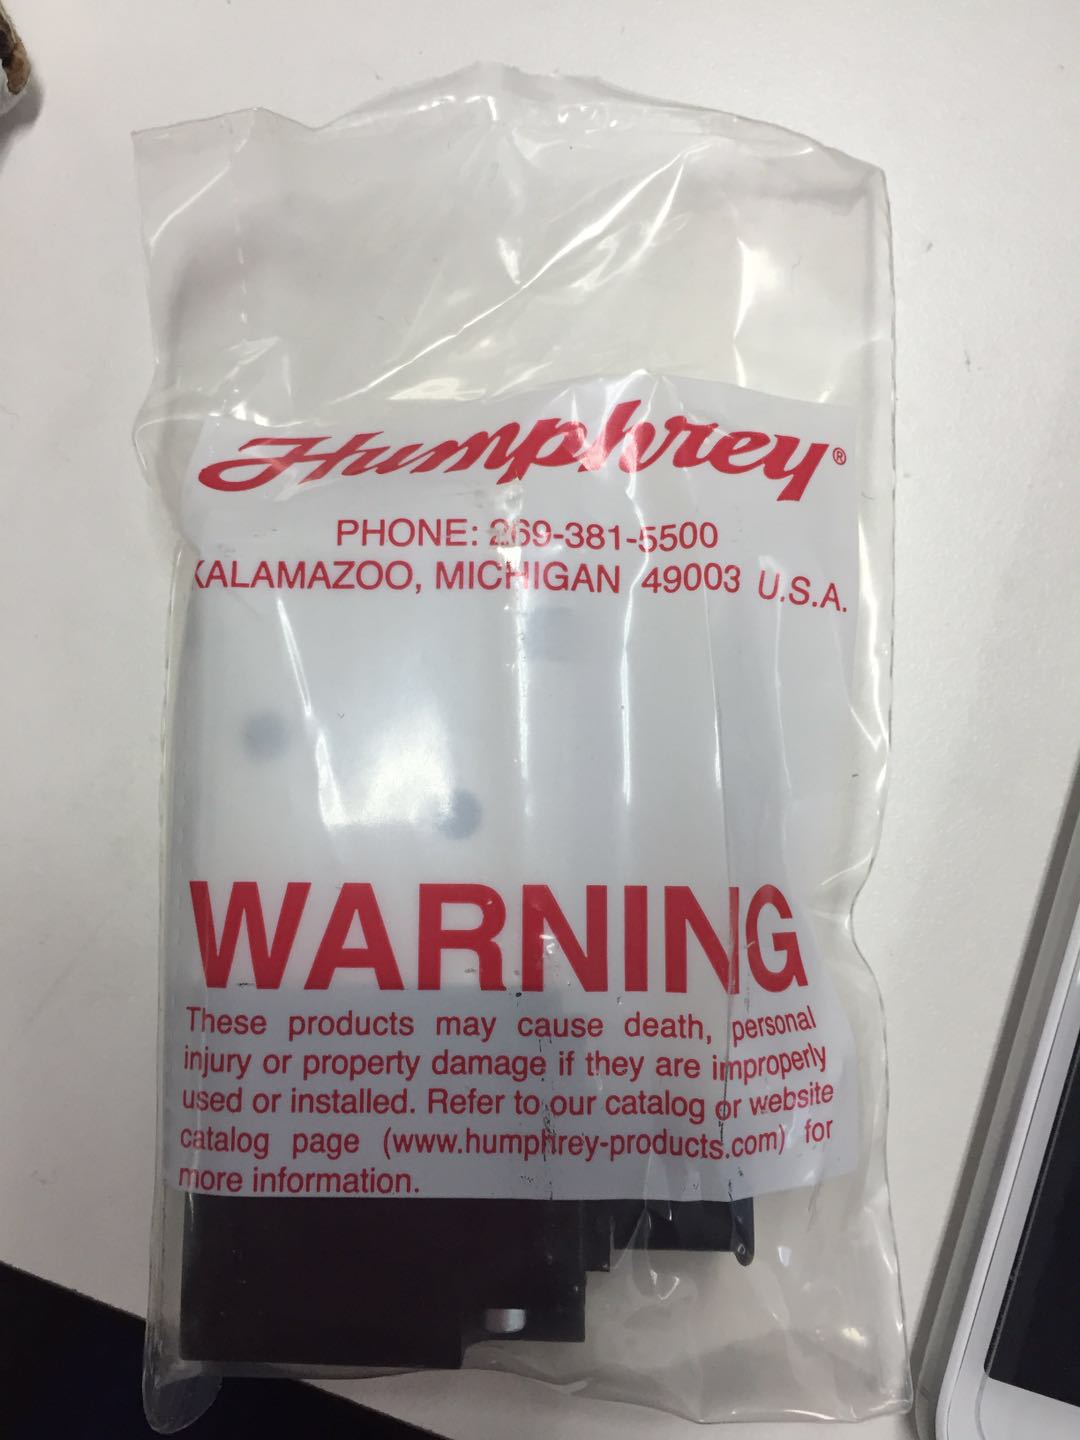 Humphrey®
PHONE: 269-381-5500
KALAMAZOO, MICHIGAN 49003 U.S.A.
WARNING
These products may cause death, personal
injury or property damage if they are improperly
used or installed. Refer to our catalog or website
catalog page (www.humphrey-products.com) for
more information.